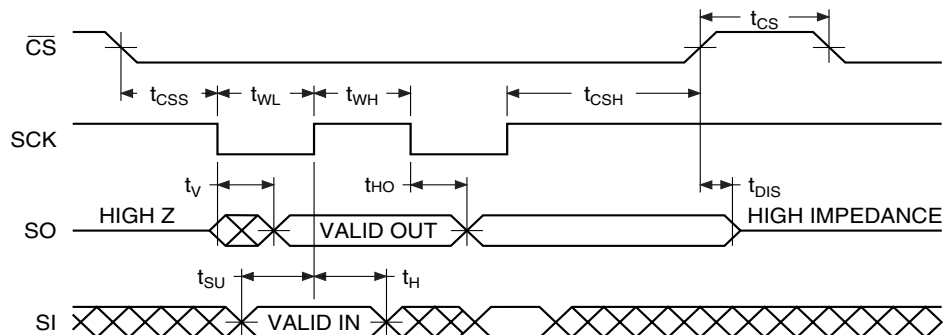 CS
tCS
tCSS
tWL
tWH
tCSH
SCK
tV
tHO
tDIS
SO
HIGH Z
VALID OUT
HIGH IMPEDANCE
tSU
tH
SI
VALID IN